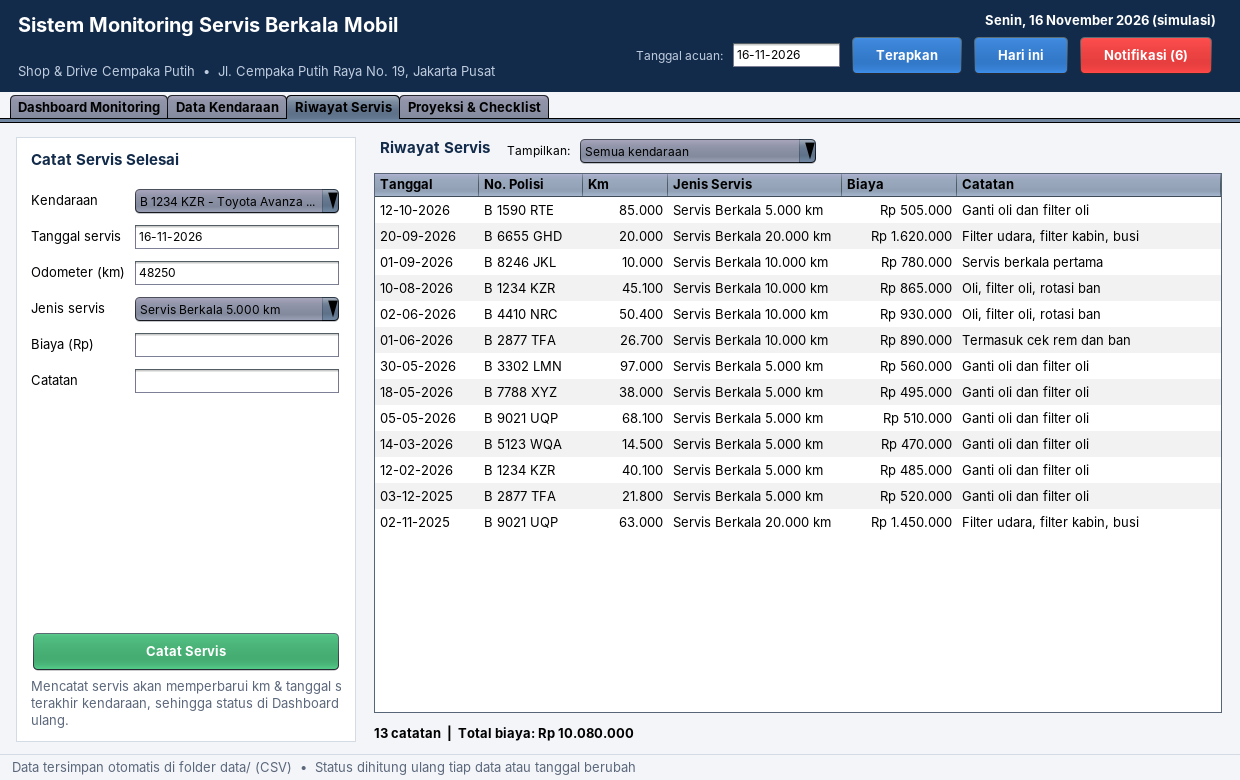 Sistem Monitoring Servis Berkala Mobil
Senin, 16 November 2026 (simulasi)
Tanggal acuan: 16-11-2026 Terapkan Hari ini Notifikasi (6)
Shop & Drive Cempaka Putih • Jl. Cempaka Putih Raya No. 19, Jakarta Pusat
Dashboard Monitoring Data Kendaraan Riwayat Servis Proyeksi & Checklist
Catat Servis Selesai
Kendaraan B 1234 KZR - Toyota Avanza ...
Tanggal servis 16-11-2026
Odometer (km) 48250
Jenis servis Servis Berkala 5.000 km
Biaya (Rp)
Catatan
Catat Servis
Mencatat servis akan memperbarui km & tanggal s
terakhir kendaraan, sehingga status di Dashboard
ulang.
Riwayat Servis Tampilkan: Semua kendaraan
Tanggal No. Polisi Km Jenis Servis Biaya Catatan
12-10-2026 B 1590 RTE 85.000 Servis Berkala 5.000 km Rp 505.000 Ganti oli dan filter oli
20-09-2026 B 6655 GHD 20.000 Servis Berkala 20.000 km Rp 1.620.000 Filter udara, filter kabin, busi
01-09-2026 B 8246 JKL 10.000 Servis Berkala 10.000 km Rp 780.000 Servis berkala pertama
10-08-2026 B 1234 KZR 45.100 Servis Berkala 10.000 km Rp 865.000 Oli, filter oli, rotasi ban
02-06-2026 B 4410 NRC 50.400 Servis Berkala 10.000 km Rp 930.000 Oli, filter oli, rotasi ban
01-06-2026 B 2877 TFA 26.700 Servis Berkala 10.000 km Rp 890.000 Termasuk cek rem dan ban
30-05-2026 B 3302 LMN 97.000 Servis Berkala 5.000 km Rp 560.000 Ganti oli dan filter oli
18-05-2026 B 7788 XYZ 38.000 Servis Berkala 5.000 km Rp 495.000 Ganti oli dan filter oli
05-05-2026 B 9021 UQP 68.100 Servis Berkala 5.000 km Rp 510.000 Ganti oli dan filter oli
14-03-2026 B 5123 WQA 14.500 Servis Berkala 5.000 km Rp 470.000 Ganti oli dan filter oli
12-02-2026 B 1234 KZR 40.100 Servis Berkala 5.000 km Rp 485.000 Ganti oli dan filter oli
03-12-2025 B 2877 TFA 21.800 Servis Berkala 5.000 km Rp 520.000 Ganti oli dan filter oli
02-11-2025 B 9021 UQP 63.000 Servis Berkala 20.000 km Rp 1.450.000 Filter udara, filter kabin, busi
13 catatan | Total biaya: Rp 10.080.000
Data tersimpan otomatis di folder data/ (CSV) • Status dihitung ulang tiap data atau tanggal berubah